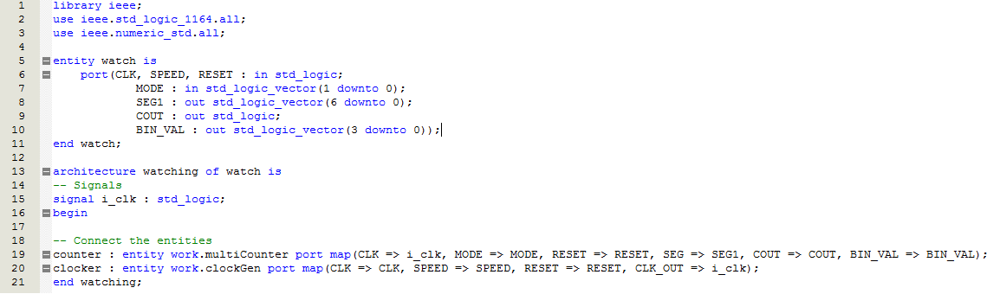 1 library ieee;
2 use ieee.std_logic_1164.all;
3 use ieee.numeric_std.all;
4
5 entity watch is
6     port(CLK, SPEED, RESET : in std_logic;
7             MODE : in std_logic_vector(1 downto 0);
8             SEG1 : out std_logic_vector(6 downto 0);
9             COUT : out std_logic;
10             BIN_VAL : out std_logic_vector(3 downto 0));
11 end watch;
12
13 architecture watching of watch is
14 -- Signals
15 signal i_clk : std_logic;
16 begin
17
18 -- Connect the entities
19 counter : entity work.multiCounter port map(CLK => i_clk, MODE => MODE, RESET => RESET, SEG => SEG1, COUT => COUT, BIN_VAL => BIN_VAL);
20 clocker : entity work.clockGen port map(CLK => CLK, SPEED => SPEED, RESET => RESET, CLK_OUT => i_clk);
21 end watching;